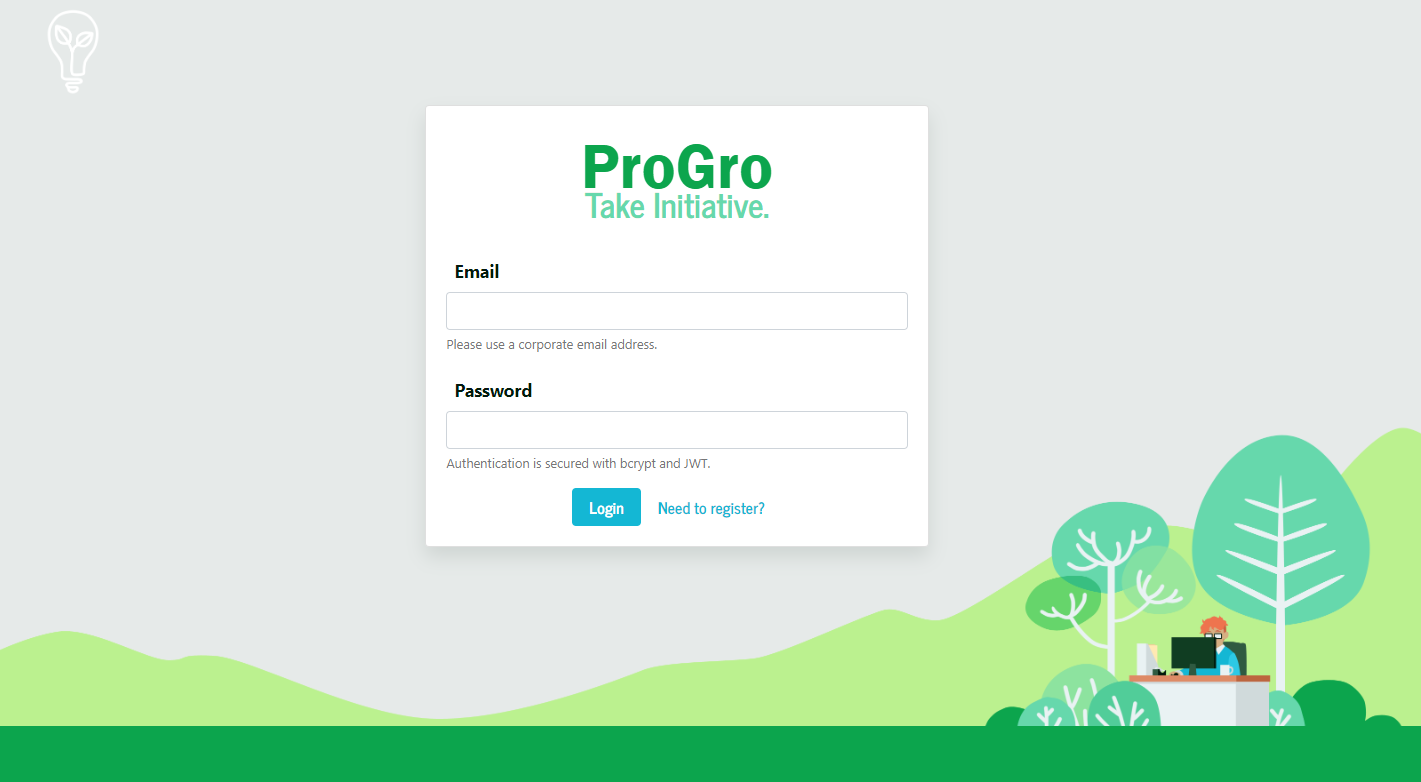 ProGro
Take Initiative.
Email
Please use a corporate email address.
Password
Authentication is secured with bcrypt and JWT.
Login Need to register?